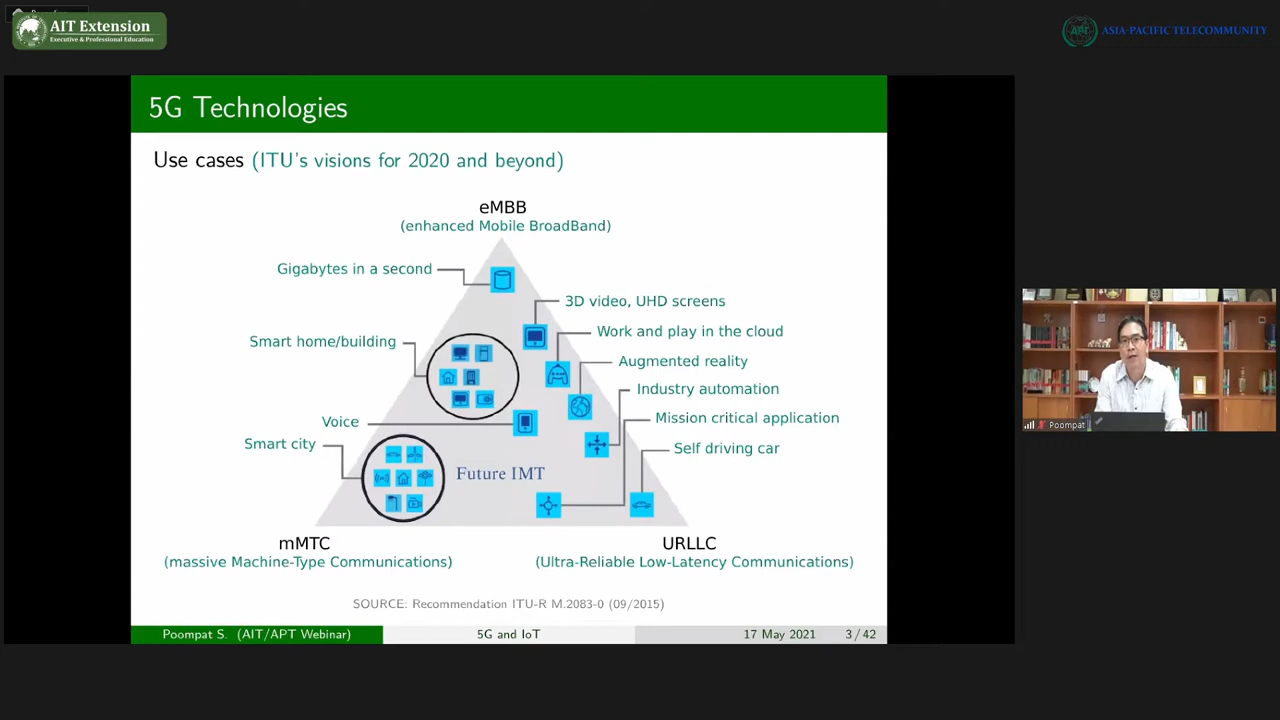 AIT Extension
Executive & Professional Education
APT
ASIA-PACIFIC TELECOMMUNITY
5G Technologies
Use cases (ITU's visions for 2020 and beyond)
eMBB
(enhanced Mobile BroadBand)
Gigabytes in a second
3D video, UHD screens
Work and play in the cloud
Smart home/building
Augmented reality
Industry automation
Mission critical application
Voice
Smart city
Self driving car
Future IMT
mMTC
(massive Machine-Type Communications)
URLLC
(Ultra-Reliable Low-Latency Communications)
SOURCE: Recommendation ITU-R M.2083-0 (09/2015)
Poompat S. (AIT/APT Webinar)
5G and IoT
17 May 2021
3 / 42
Poompat